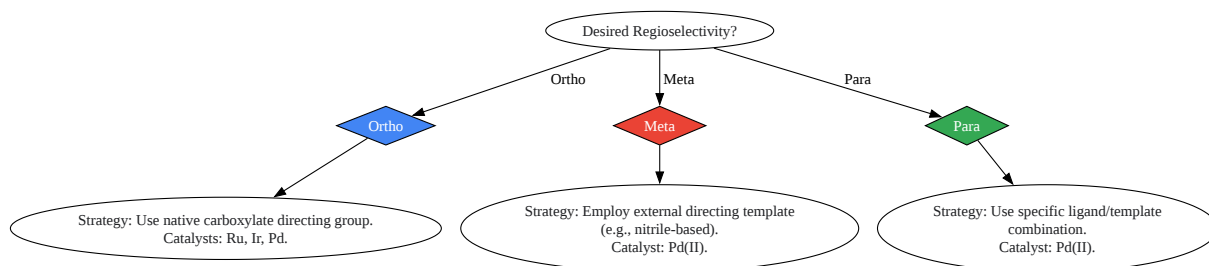 Desired Regioselectivity?
Ortho
Meta
Para
Ortho
Meta
Para
Strategy: Use native carboxylate directing group.
Catalysts: Ru, Ir, Pd.
Strategy: Employ external directing template
(e.g., nitrile-based).
Catalyst: Pd(II).
Strategy: Use specific ligand/template
combination.
Catalyst: Pd(II).